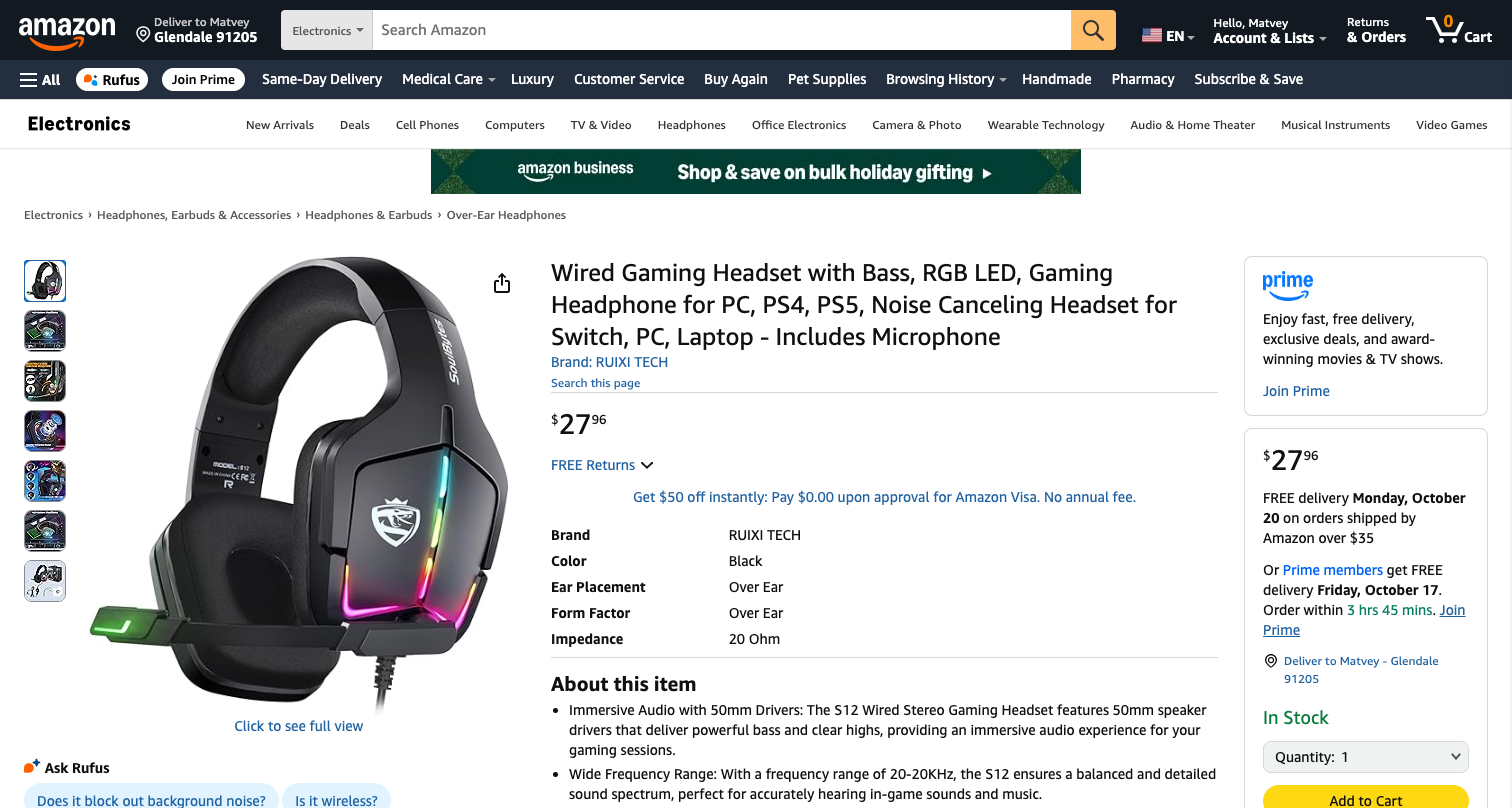 amazon
Deliver to Matvey
Glendale 91205
Electronics
Search Amazon
EN
Hello, Matvey
Account & Lists
Returns
& Orders
0
Cart
All
Rufus
Join Prime
Same-Day Delivery
Medical Care
Luxury
Customer Service
Buy Again
Pet Supplies
Browsing History
Handmade
Pharmacy
Subscribe & Save
Electronics
New Arrivals
Deals
Cell Phones
Computers
TV & Video
Headphones
Office Electronics
Camera & Photo
Wearable Technology
Audio & Home Theater
Musical Instruments
Video Games
amazon business
Shop & save on bulk holiday gifting ▸
Electronics › Headphones, Earbuds & Accessories › Headphones & Earbuds › Over-Ear Headphones
SoulBytes
MODEL: S12
MADE IN CHINA
R
Click to see full view
Ask Rufus
Does it block out background noise?
Is it wireless?
Wired Gaming Headset with Bass, RGB LED, Gaming
Headphone for PC, PS4, PS5, Noise Canceling Headset for
Switch, PC, Laptop - Includes Microphone
Brand: RUIXI TECH
Search this page
$2796
FREE Returns
Get $50 off instantly: Pay $0.00 upon approval for Amazon Visa. No annual fee.
Brand RUIXI TECH
Color Black
Ear Placement Over Ear
Form Factor Over Ear
Impedance 20 Ohm
About this item
• Immersive Audio with 50mm Drivers: The S12 Wired Stereo Gaming Headset features 50mm speaker
drivers that deliver powerful bass and clear highs, providing an immersive audio experience for your
gaming sessions.
• Wide Frequency Range: With a frequency range of 20-20KHz, the S12 ensures a balanced and detailed
sound spectrum, perfect for accurately hearing in-game sounds and music.
prime
Enjoy fast, free delivery,
exclusive deals, and award-
winning movies & TV shows.
Join Prime
$2796
FREE delivery Monday, October
20 on orders shipped by
Amazon over $35
Or Prime members get FREE
delivery Friday, October 17.
Order within 3 hrs 45 mins. Join
Prime
Deliver to Matvey - Glendale
91205
In Stock
Quantity: 1
Add to Cart